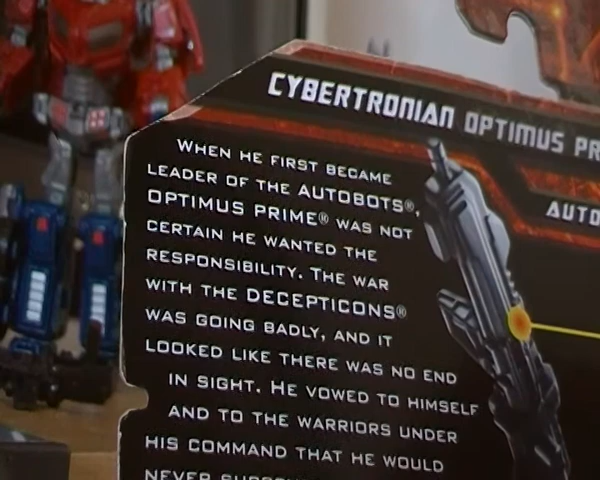 CYBERTRONIAN OPTIMUS PR
AUTO
WHEN HE FIRST BECAME
LEADER OF THE AUTOBOTS®,
OPTIMUS PRIME® WAS NOT
CERTAIN HE WANTED THE
RESPONSIBILITY. THE WAR
WITH THE DECEPTICONS®
WAS GOING BADLY, AND IT
LOOKED LIKE THERE WAS NO END
IN SIGHT. HE VOWED TO HIMSELF
AND TO THE WARRIORS UNDER
HIS COMMAND THAT HE WOULD
NEVER